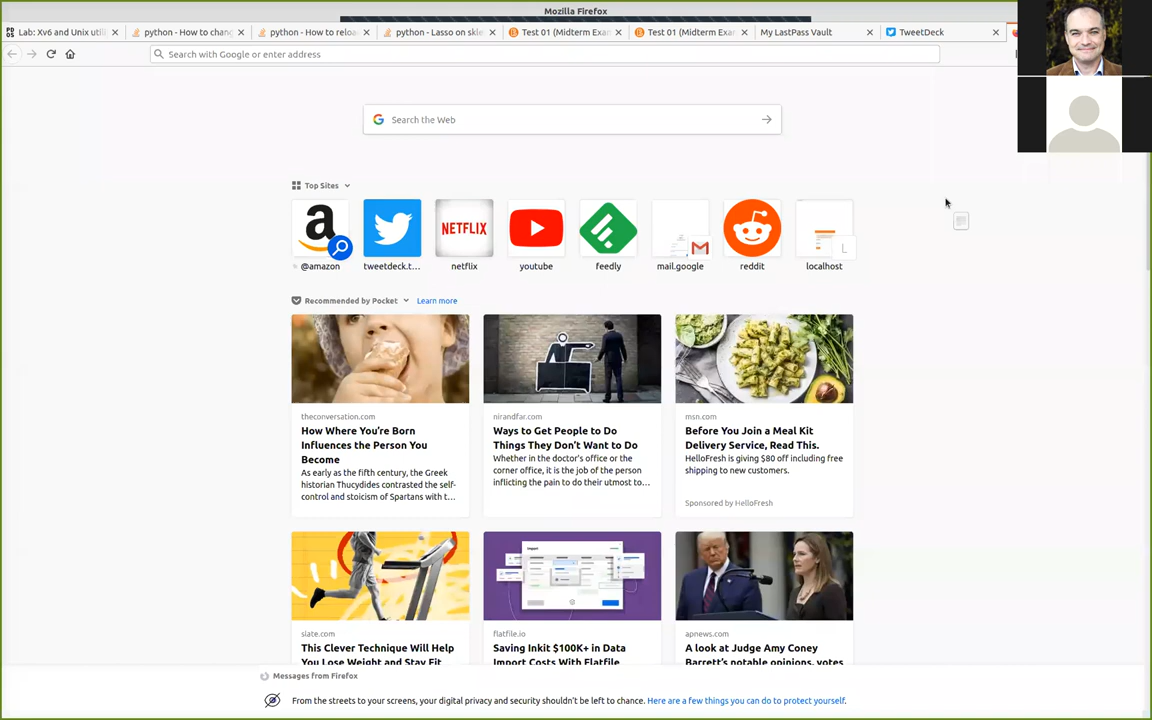 Mozilla Firefox
Lab: Xv6 and Unix utili
python - How to chang
python - How to reloa
python - Lasso on skle
Test 01 (Midterm Exan
Test 01 (Midterm Exan
My LastPass Vault
TweetDeck
Search with Google or enter address
Search the Web
Top Sites
NETFLIX
L
@amazon
tweetdeck.t...
netflix
youtube
feedly
mail.google
reddit
localhost
Recommended by Pocket
Learn more
theconversation.com
How Where You’re Born
Influences the Person You
Become
As early as the fifth century, the Greek
historian Thucydides contrasted the self-
control and stoicism of Spartans with t...
nirandfar.com
Ways to Get People to Do
Things They Don’t Want to Do
Whether in the doctor's office or the
corner office, it is the job of the person
inflicting the pain to do their utmost to...
msn.com
Before You Join a Meal Kit
Delivery Service, Read This.
HelloFresh is giving $80 off including free
shipping to new customers.
Sponsored by HelloFresh
slate.com
This Clever Technique Will Help
You Lose Weight and Stay Fit
Import
flatfile.io
Saving Inkit $100K+ in Data
Import Costs With Flatfile
apnews.com
A look at Judge Amy Coney
Barrett’s notable opinions, votes
Messages from Firefox
From the streets to your screens, your digital privacy and security shouldn’t be left to chance. Here are a few things you can do to protect yourself.